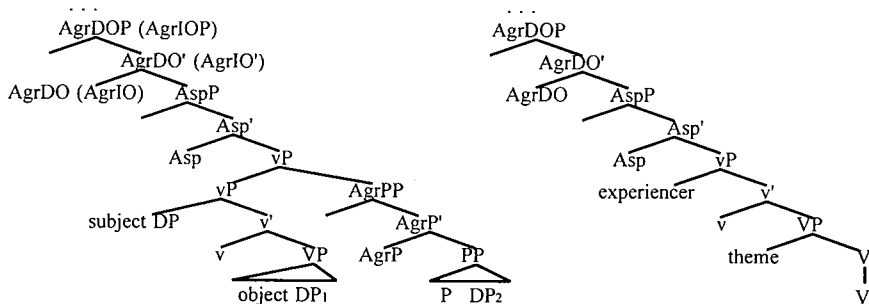 . . .
AgrDOP (AgrIOP)
AgrDO' (AgrIO')
AgrDO (AgrIO) AspP
Asp'
Asp vP
vP AgrPP
subject DP v' AgrP'
v VP AgrP PP
object DP₁ P DP₂
. . .
AgrDOP
AgrDO'
AgrDO AspP
Asp'
Asp vP
experiencer v'
v VP
theme V
V